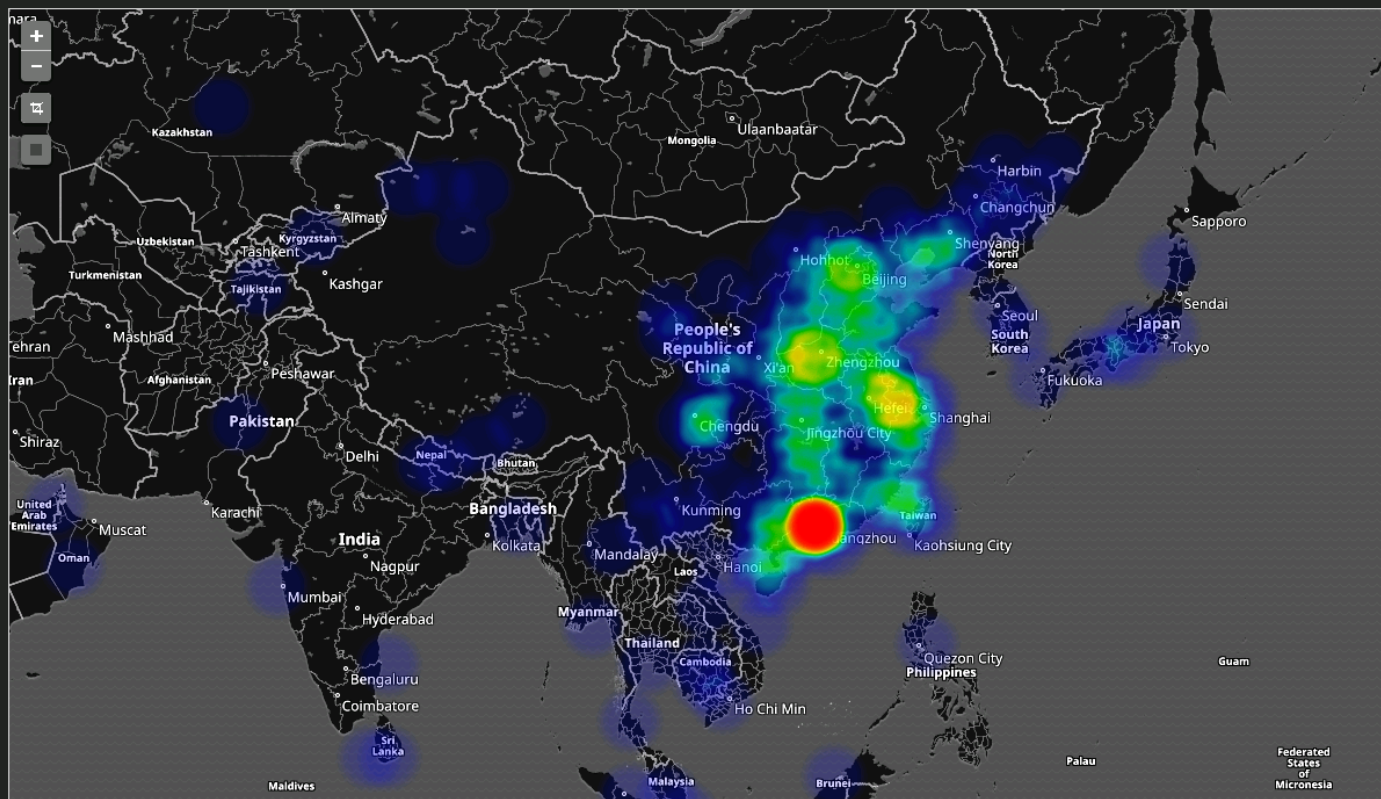 +
−
Kazakhstan
Ulaanbaatar
Mongolia
Harbin
Changchun
Almaty
Sapporo
Kyrgyzstan
Uzbekistan
Tashkent
Shenyang
North
Korea
Hohhot
Beijing
Turkmenistan
Tajikistan
Kashgar
Sendai
Seoul
South
Korea
Japan
Tokyo
Mashhad
People's
Republic of
China
Xi'an
Zhengzhou
Peshawar
Afghanistan
Fukuoka
Iran
Hefei
Shanghai
Pakistan
Chengdu
Jingzhou City
Shiraz
Delhi
Nepal
Bhutan
United
Arab
Emirates
Karachi
Bangladesh
Kunming
Taiwan
Muscat
India
Kolkata
Kaohsiung City
Oman
Nagpur
Mandalay
Laos
Hanoi
Mumbai
Hyderabad
Myanmar
Thailand
Cambodia
Quezon City
Philippines
Guam
Bengaluru
Coimbatore
Ho Chi Min
Sri
Lanka
Maldives
Malaysia
Brunei
Palau
Federated
States
of
Micronesia